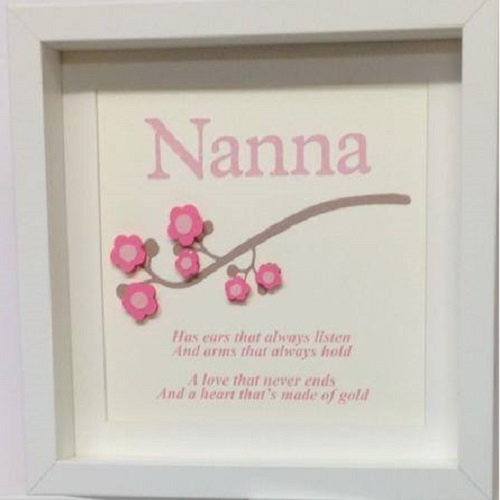 Nanna
Has ears that always listen
And arms that always hold
A love that never ends
And a heart that's made of gold